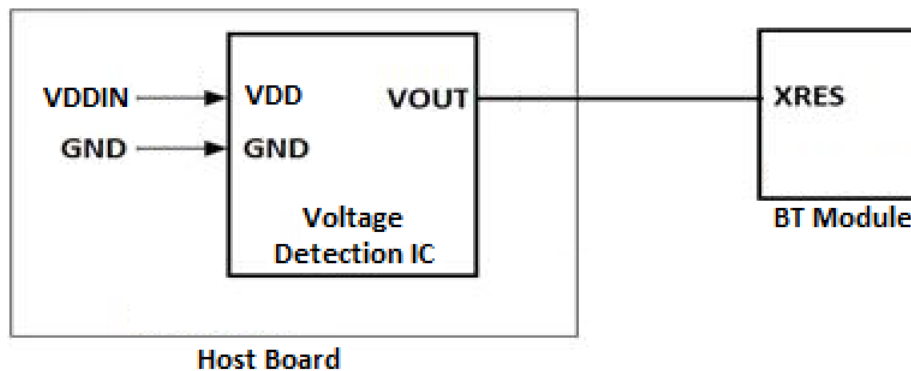 VDDIN
VDD
VOUT
XRES
GND
GND
Voltage
Detection IC
BT Module
Host Board